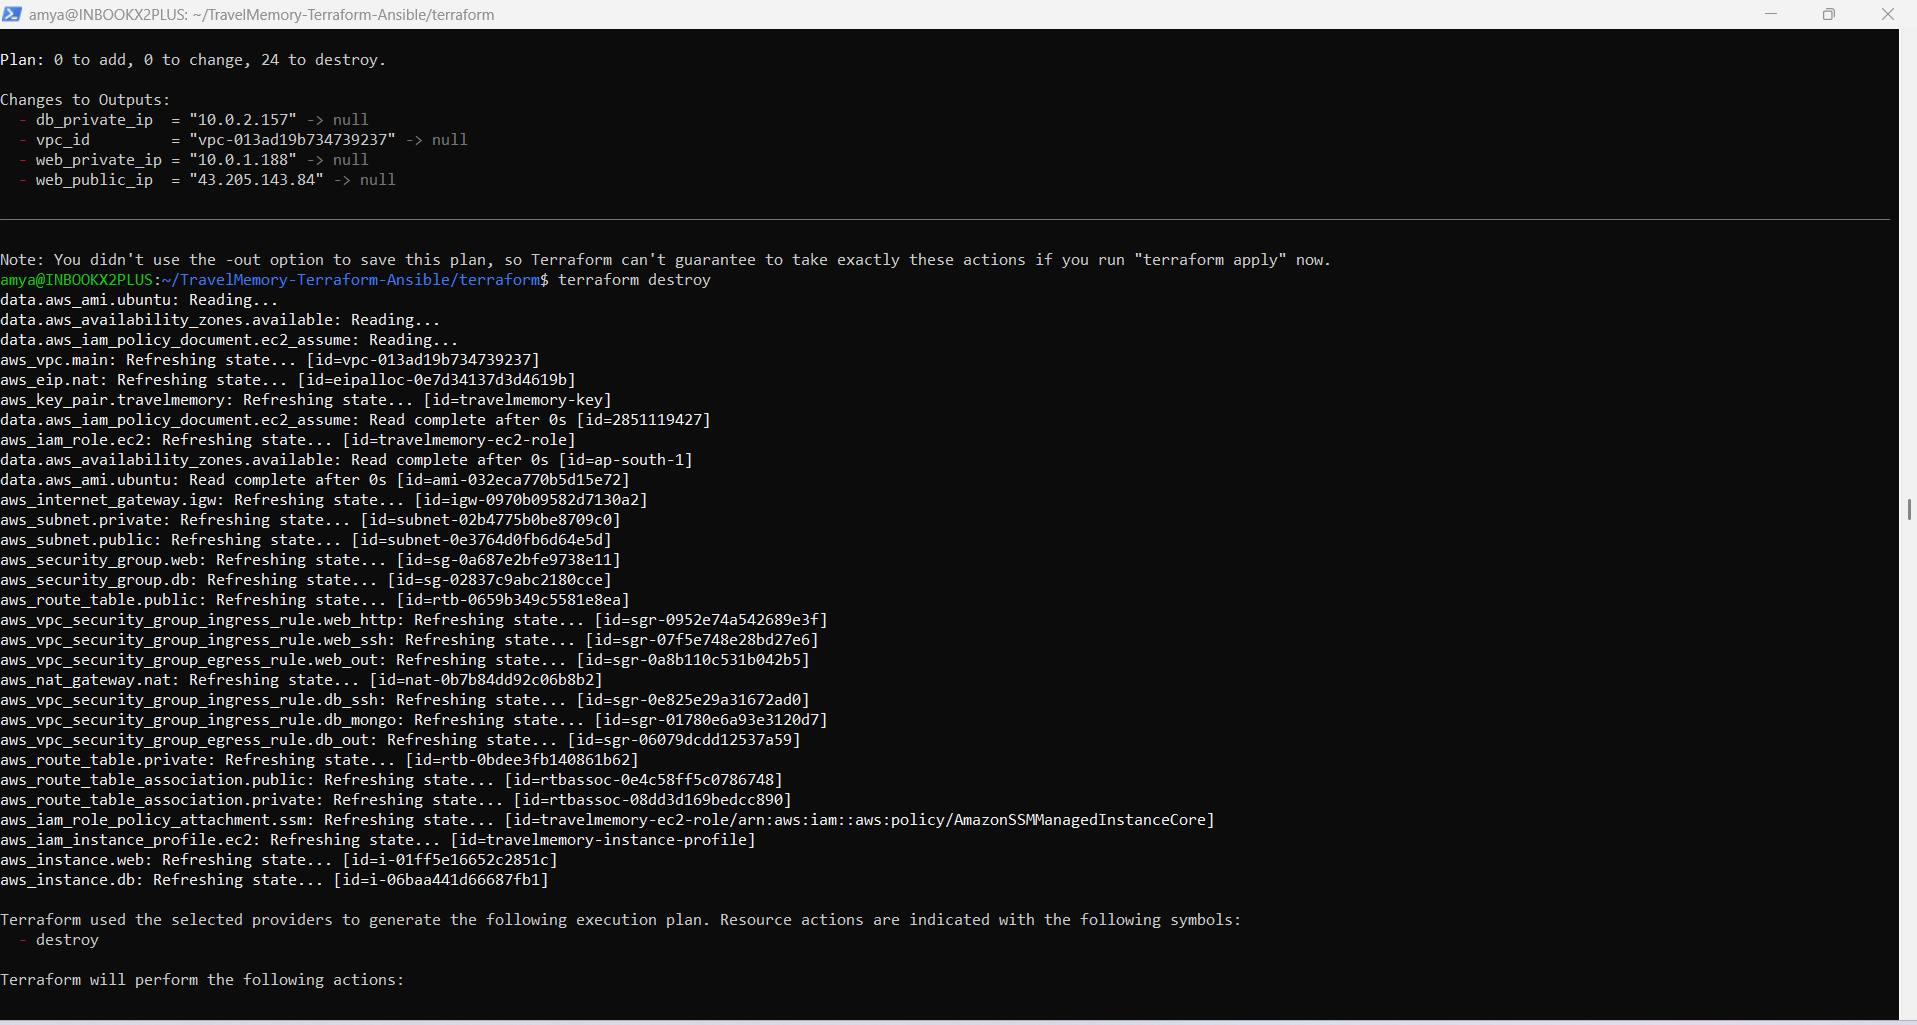 amya@INBOOKX2PLUS: ~/TravelMemory-Terraform-Ansible/terraform
Plan: 0 to add, 0 to change, 24 to destroy.
Changes to Outputs:
  - db_private_ip  = "10.0.2.157" -> null
  - vpc_id         = "vpc-013ad19b734739237" -> null
  - web_private_ip = "10.0.1.188" -> null
  - web_public_ip  = "43.205.143.84" -> null
Note: You didn't use the -out option to save this plan, so Terraform can't guarantee to take exactly these actions if you run "terraform apply" now.
amya@INBOOKX2PLUS:~/TravelMemory-Terraform-Ansible/terraform$ terraform destroy
data.aws_ami.ubuntu: Reading...
data.aws_availability_zones.available: Reading...
data.aws_iam_policy_document.ec2_assume: Reading...
aws_vpc.main: Refreshing state... [id=vpc-013ad19b734739237]
aws_eip.nat: Refreshing state... [id=eipalloc-0e7d34137d3d4619b]
aws_key_pair.travelmemory: Refreshing state... [id=travelmemory-key]
data.aws_iam_policy_document.ec2_assume: Read complete after 0s [id=2851119427]
aws_iam_role.ec2: Refreshing state... [id=travelmemory-ec2-role]
data.aws_availability_zones.available: Read complete after 0s [id=ap-south-1]
data.aws_ami.ubuntu: Read complete after 0s [id=ami-032eca770b5d15e72]
aws_internet_gateway.igw: Refreshing state... [id=igw-0970b09582d7130a2]
aws_subnet.private: Refreshing state... [id=subnet-02b4775b0be8709c0]
aws_subnet.public: Refreshing state... [id=subnet-0e3764d0fb6d64e5d]
aws_security_group.web: Refreshing state... [id=sg-0a687e2bfe9738e11]
aws_security_group.db: Refreshing state... [id=sg-02837c9abc2180cce]
aws_route_table.public: Refreshing state... [id=rtb-0659b349c5581e8ea]
aws_vpc_security_group_ingress_rule.web_http: Refreshing state... [id=sgr-0952e74a542689e3f]
aws_vpc_security_group_ingress_rule.web_ssh: Refreshing state... [id=sgr-07f5e748e28bd27e6]
aws_vpc_security_group_egress_rule.web_out: Refreshing state... [id=sgr-0a8b110c531b042b5]
aws_nat_gateway.nat: Refreshing state... [id=nat-0b7b84dd92c06b8b2]
aws_vpc_security_group_ingress_rule.db_ssh: Refreshing state... [id=sgr-0e825e29a31672ad0]
aws_vpc_security_group_ingress_rule.db_mongo: Refreshing state... [id=sgr-01780e6a93e3120d7]
aws_vpc_security_group_egress_rule.db_out: Refreshing state... [id=sgr-06079dcdd12537a59]
aws_route_table.private: Refreshing state... [id=rtb-0bdee3fb140861b62]
aws_route_table_association.public: Refreshing state... [id=rtbassoc-0e4c58ff5c0786748]
aws_route_table_association.private: Refreshing state... [id=rtbassoc-08dd3d169bedcc890]
aws_iam_role_policy_attachment.ssm: Refreshing state... [id=travelmemory-ec2-role/arn:aws:iam::aws:policy/AmazonSSMManagedInstanceCore]
aws_iam_instance_profile.ec2: Refreshing state... [id=travelmemory-instance-profile]
aws_instance.web: Refreshing state... [id=i-01ff5e16652c2851c]
aws_instance.db: Refreshing state... [id=i-06baa441d66687fb1]
Terraform used the selected providers to generate the following execution plan. Resource actions are indicated with the following symbols:
  - destroy
Terraform will perform the following actions: